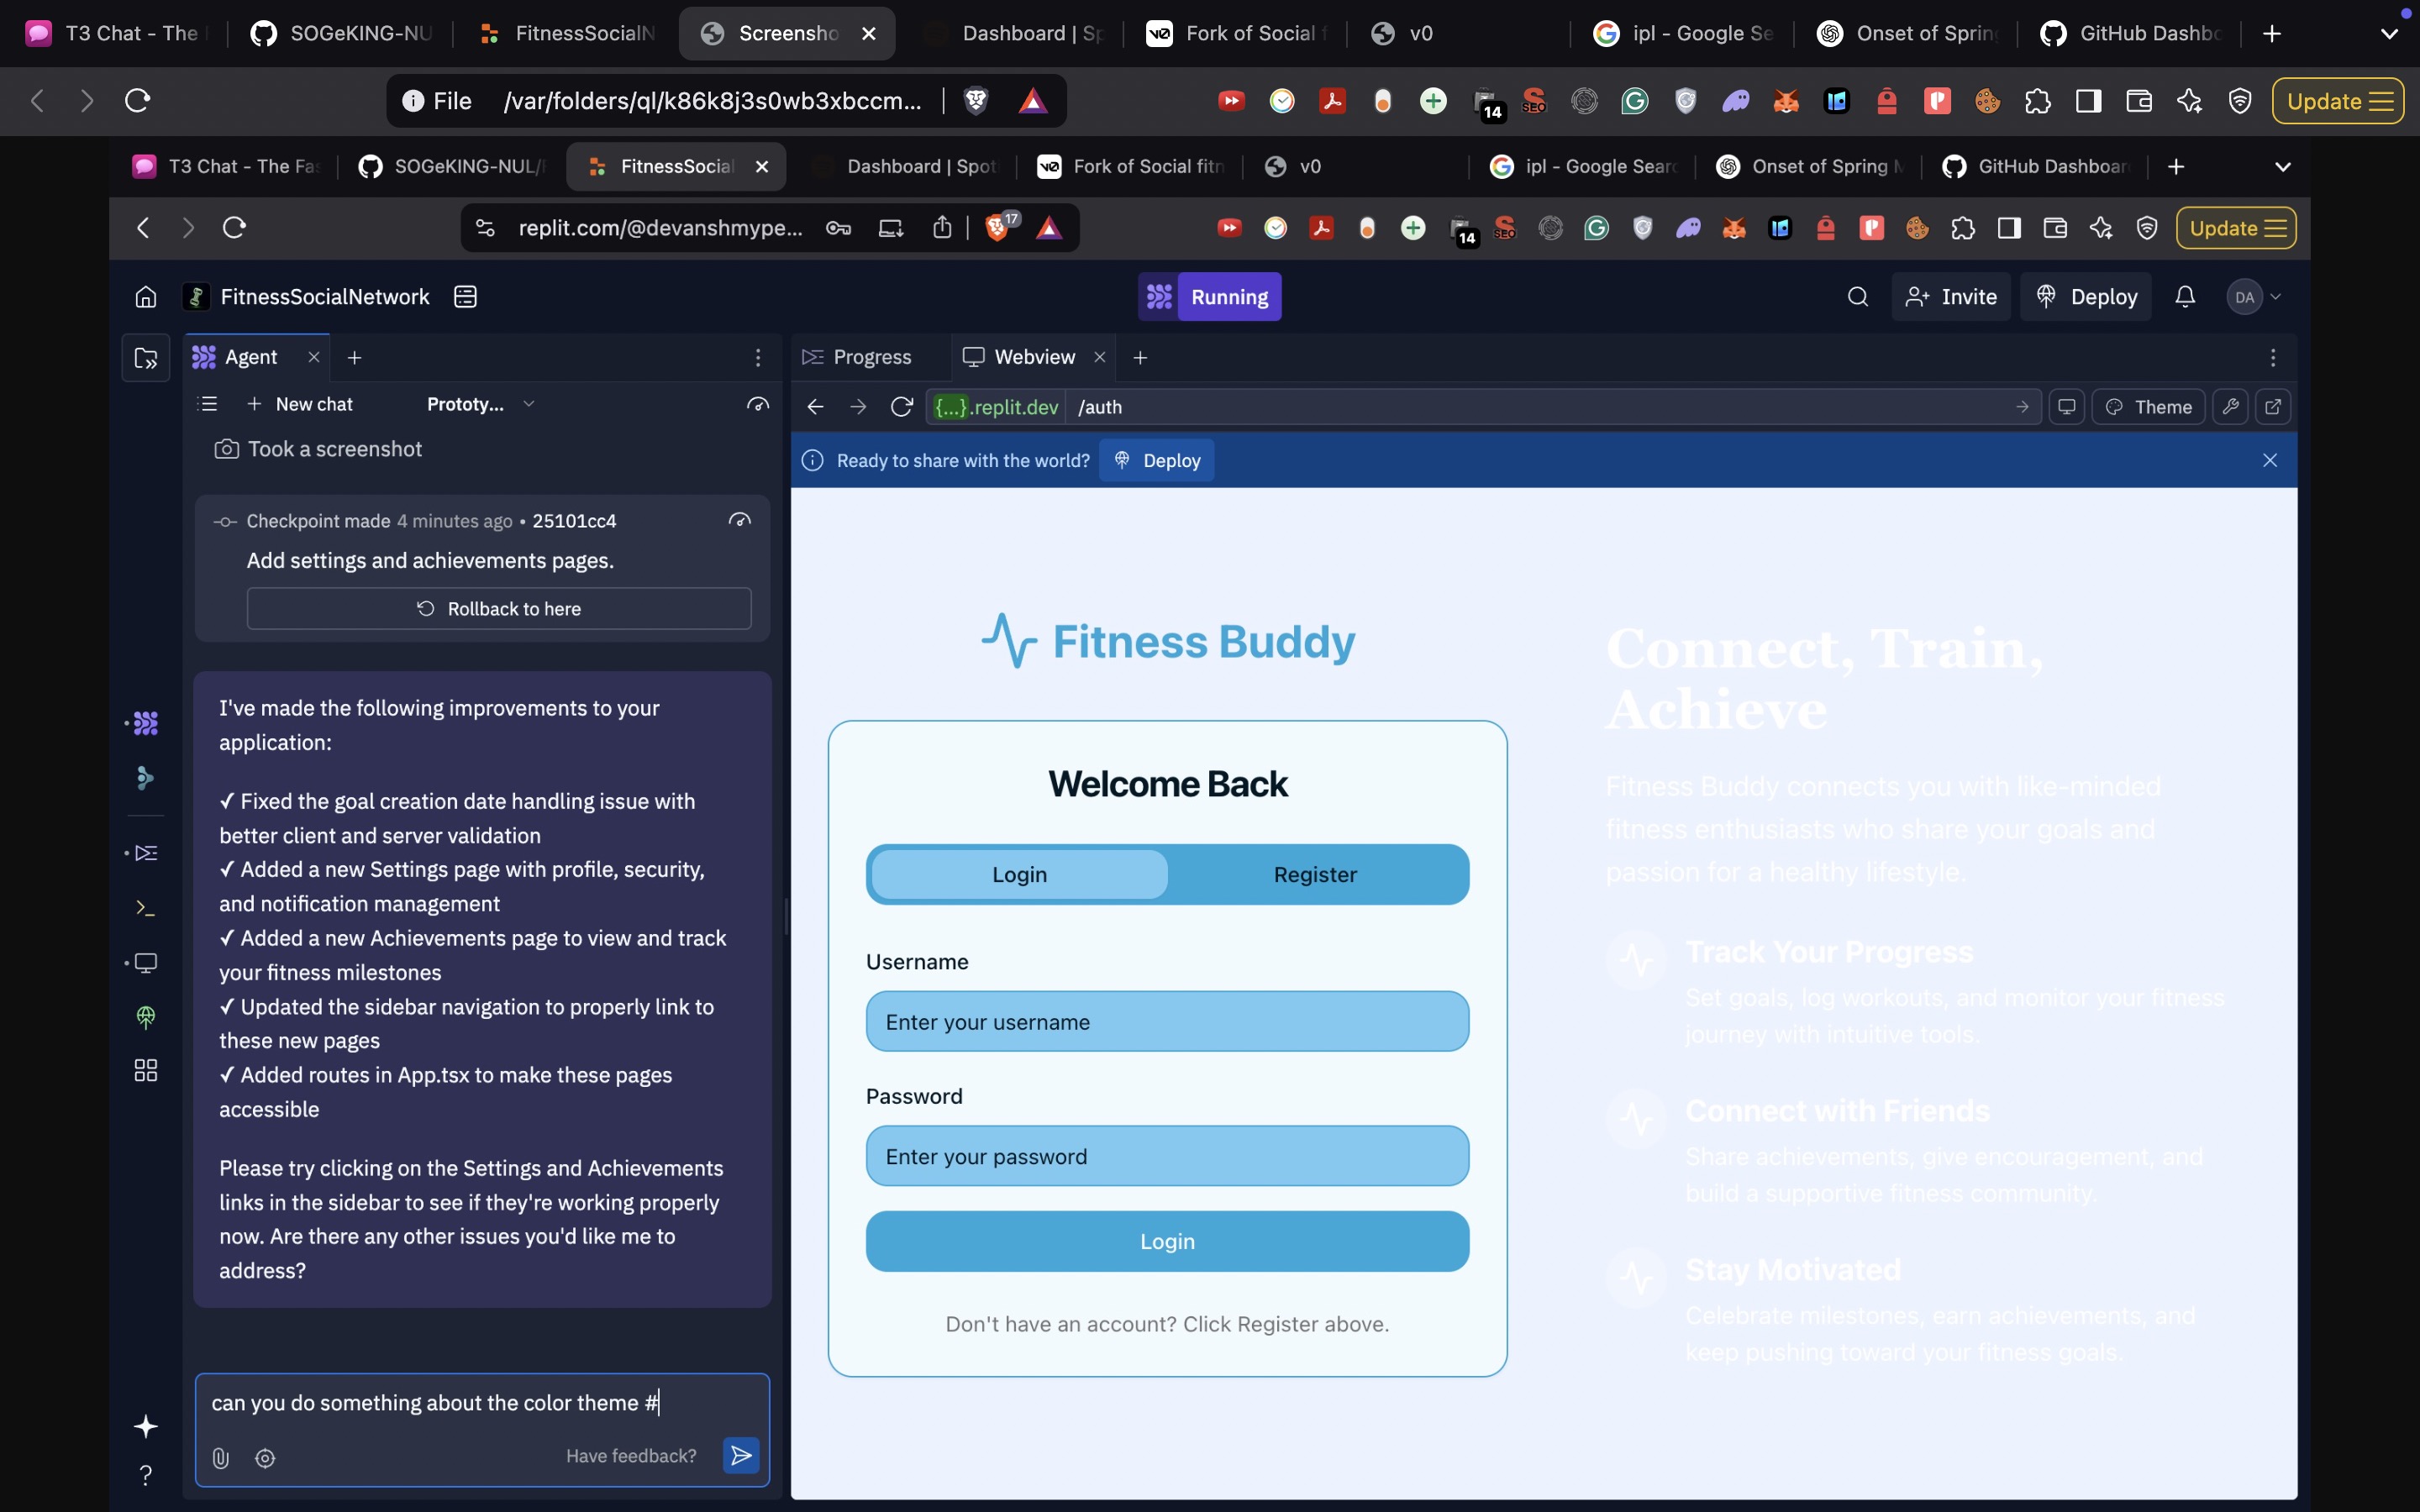 T3 Chat - The
SOGeKING-NU
FitnessSocialN
Screensho
Dashboard | Sp
Fork of Social f
v0
ipl - Google Se
Onset of Sprin
GitHub Dashbo
File /var/folders/ql/k86k8j3s0wb3xbccm...
14
SEO
Update
T3 Chat - The Fas
SOGeKING-NUL/
FitnessSocial
Dashboard | Spot
Fork of Social fitn
v0
ipl - Google Sear
Onset of Spring
GitHub Dashboar
replit.com/@devanshmype...
17
14
SEO
Update
FitnessSocialNetwork
Running
Invite
Deploy
DA
Agent
Progress
Webview
New chat
Prototy...
{...}.replit.dev /auth
Theme
Took a screenshot
Ready to share with the world?
Deploy
Checkpoint made 4 minutes ago • 25101cc4
Add settings and achievements pages.
Rollback to here
I've made the following improvements to your
application:
✓ Fixed the goal creation date handling issue with
better client and server validation
✓ Added a new Settings page with profile, security,
and notification management
✓ Added a new Achievements page to view and track
your fitness milestones
✓ Updated the sidebar navigation to properly link to
these new pages
✓ Added routes in App.tsx to make these pages
accessible
Please try clicking on the Settings and Achievements
links in the sidebar to see if they're working properly
now. Are there any other issues you'd like me to
address?
can you do something about the color theme #
Have feedback?
Fitness Buddy
Welcome Back
Login
Register
Username
Enter your username
Password
Enter your password
Login
Don't have an account? Click Register above.
Connect, Train,
Achieve
Fitness Buddy connects you with like-minded
fitness enthusiasts who share your goals and
passion for a healthy lifestyle.
Track Your Progress
Set goals, log workouts, and monitor your fitness
journey with intuitive tools.
Connect with Friends
Share achievements, give encouragement, and
build a supportive fitness community.
Stay Motivated
Celebrate milestones, earn achievements, and
keep pushing toward your fitness goals.